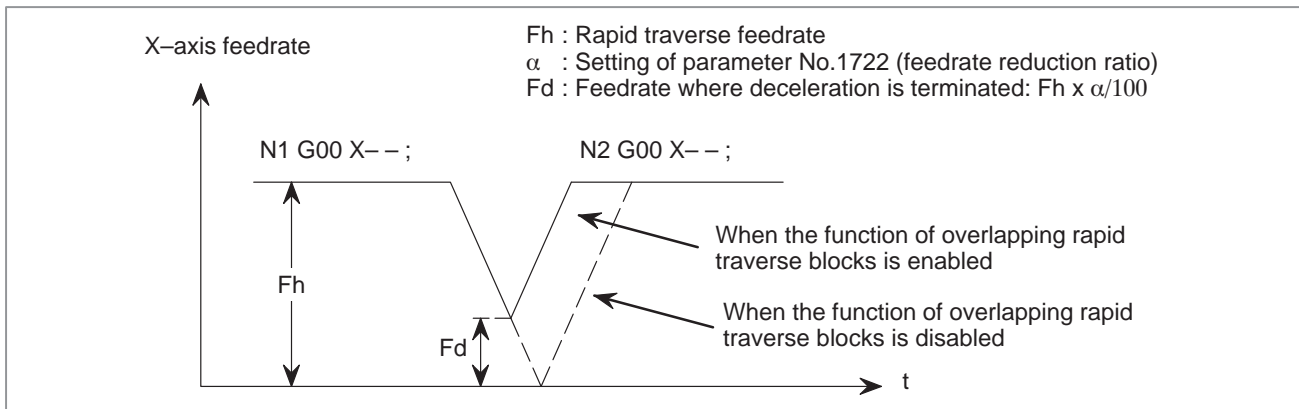 X–axis feedrate
Fh : Rapid traverse feedrate
α : Setting of parameter No.1722 (feedrate reduction ratio)
Fd : Feedrate where deceleration is terminated: Fh x α/100
N1 G00 X– – ;
N2 G00 X– – ;
When the function of overlapping rapid
traverse blocks is enabled
Fh
When the function of overlapping rapid
traverse blocks is disabled
Fd
t